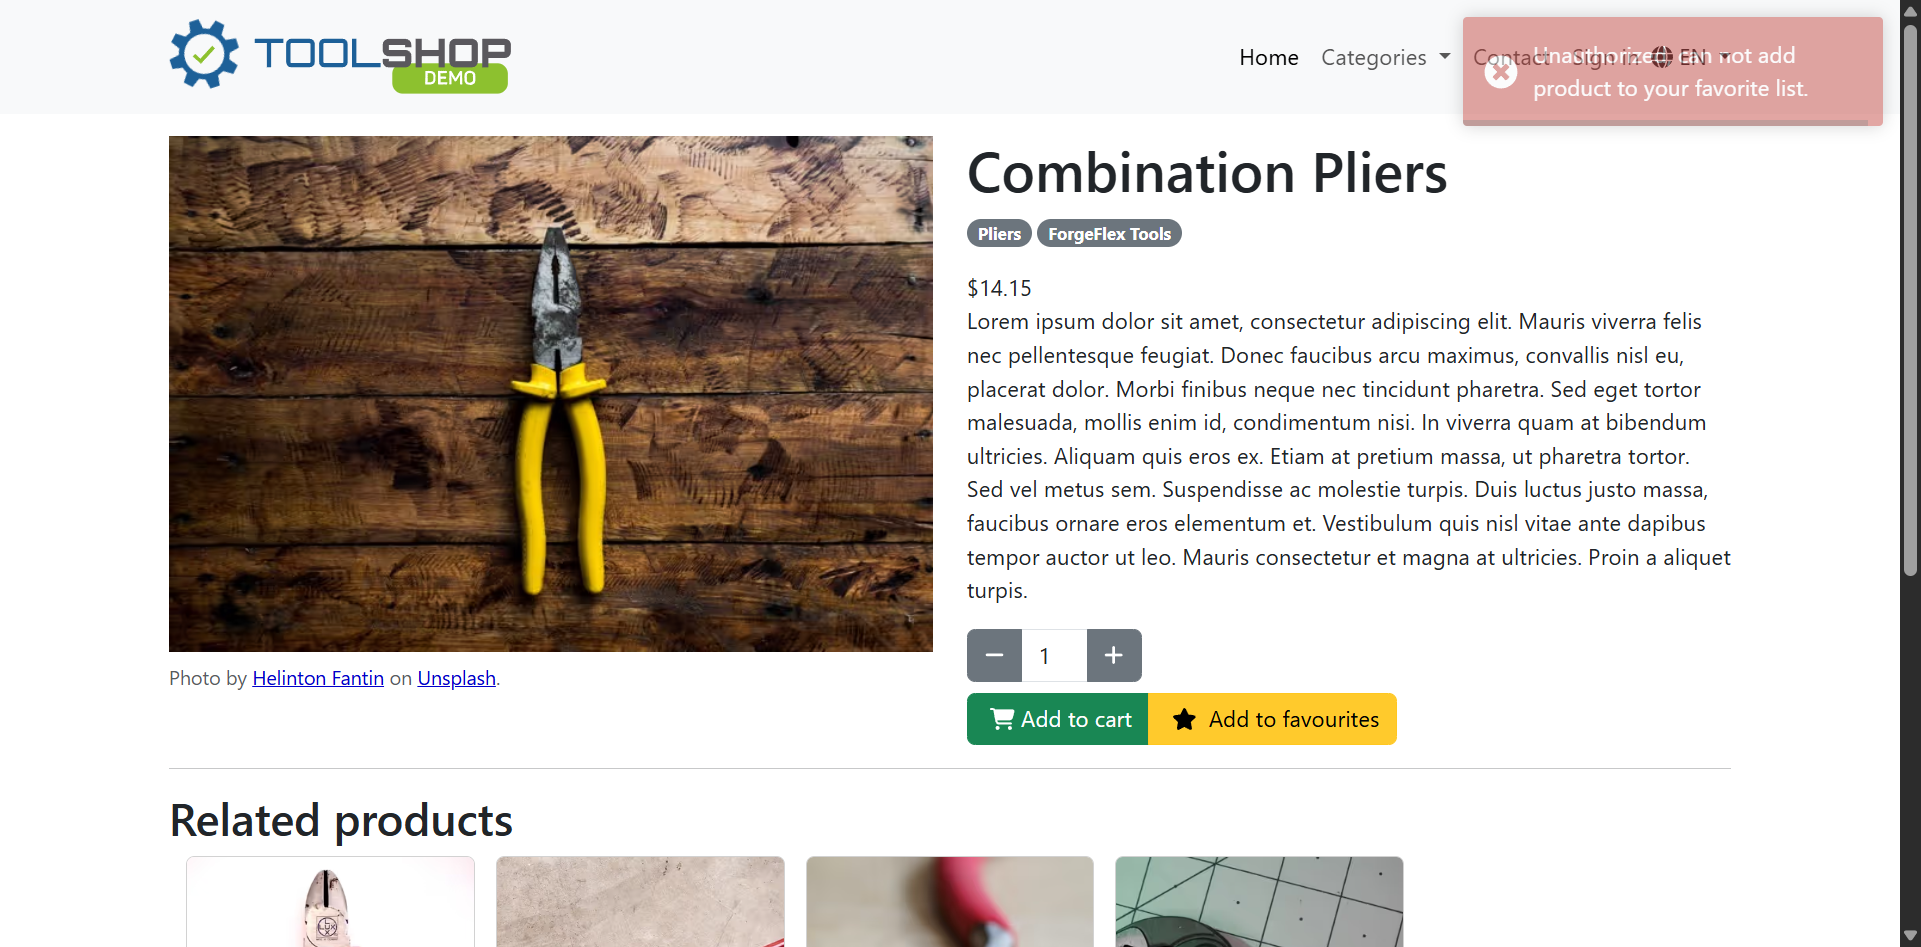 TOOLSHOP
DEMO
Home
Categories
Contact
Sign in
EN
Unauthorized can not add
product to your favorite list.
Combination Pliers
Pliers
ForgeFlex Tools
$14.15
Lorem ipsum dolor sit amet, consectetur adipiscing elit. Mauris viverra felis
nec pellentesque feugiat. Donec faucibus arcu maximus, convallis nisl eu,
placerat dolor. Morbi finibus neque nec tincidunt pharetra. Sed eget tortor
malesuada, mollis enim id, condimentum nisi. In viverra quam at bibendum
ultricies. Aliquam quis eros ex. Etiam at pretium massa, ut pharetra tortor.
Sed vel metus sem. Suspendisse ac molestie turpis. Duis luctus justo massa,
faucibus ornare eros elementum et. Vestibulum quis nisl vitae ante dapibus
tempor auctor ut leo. Mauris consectetur et magna at ultricies. Proin a aliquet
turpis.
1
Add to cart
Add to favourites
Photo by Helinton Fantin on Unsplash.
Related products